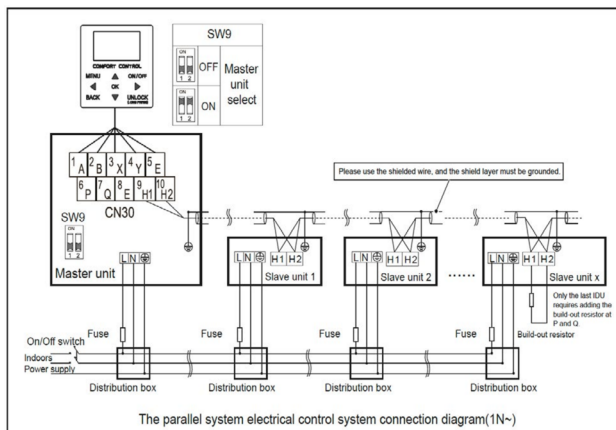 SW9
ON
1 2
OFF
Master
unit
select
ON
1 2
ON
COMFORT CONTROL
MENU
ON/OFF
OK
BACK
UNLOCK
1 A
2 B
3 X
4 Y
5 E
6 P
7 Q
8 E
9 H1
10 H2
CN30
SW9
ON
1 2
Master unit
L N
Please use the shielded wire, and the shield layer must be grounded.
L N
H1 H2
Slave unit 1
L N
H1 H2
Slave unit 2
......
L N
H1 H2
Slave unit x
Only the last IDU
requires adding the
build-out resistor at
P and Q.
Build-out resistor
Fuse
Fuse
Fuse
Fuse
On/Off switch
Indoors
Power supply
Distribution box
Distribution box
Distribution box
Distribution box
The parallel system electrical control system connection diagram(1N~)